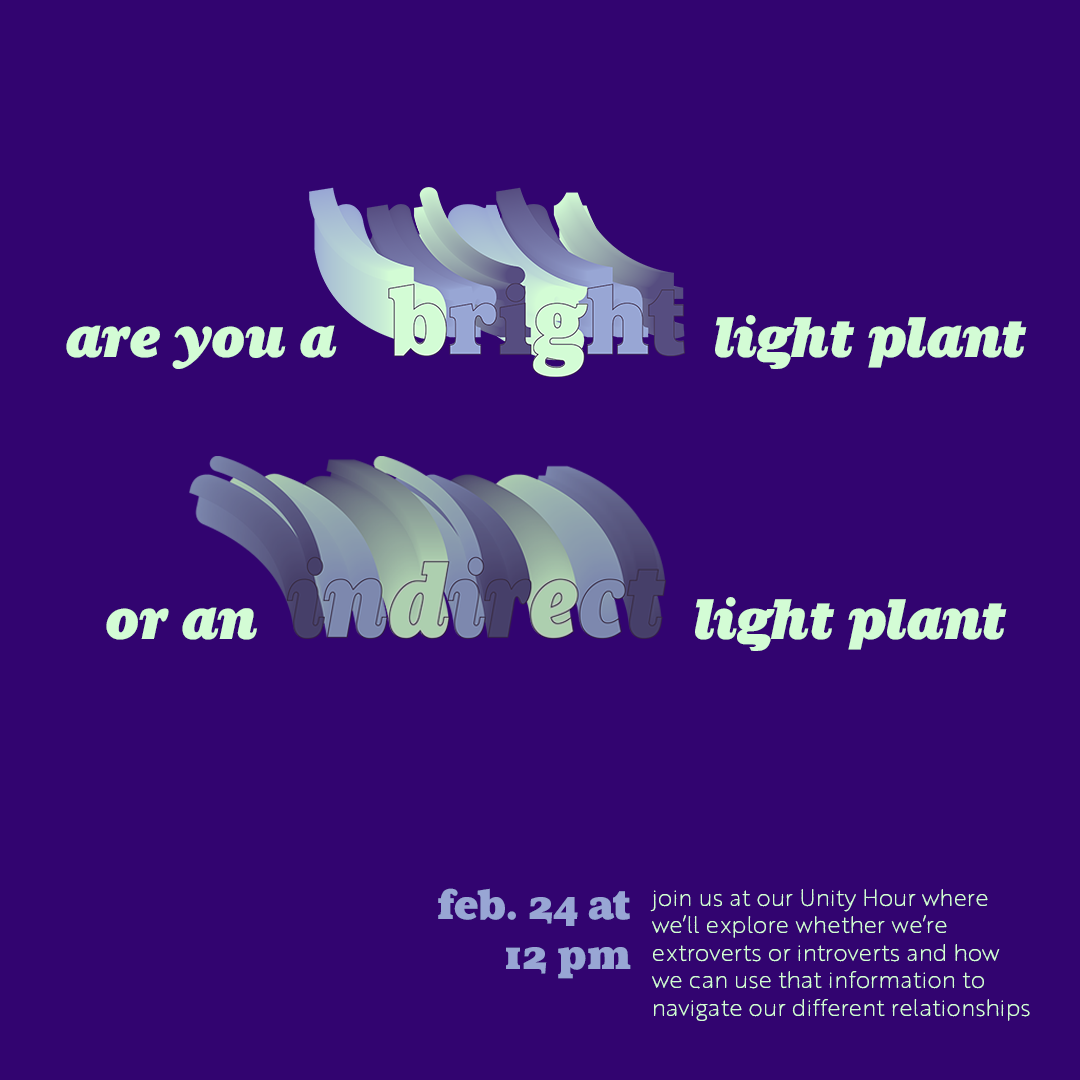 are you a bright light plant
or an indirect light plant
feb. 24 at
12 pm
join us at our Unity Hour where
we'll explore whether we're
extroverts or introverts and how
we can use that information to
navigate our different relationships